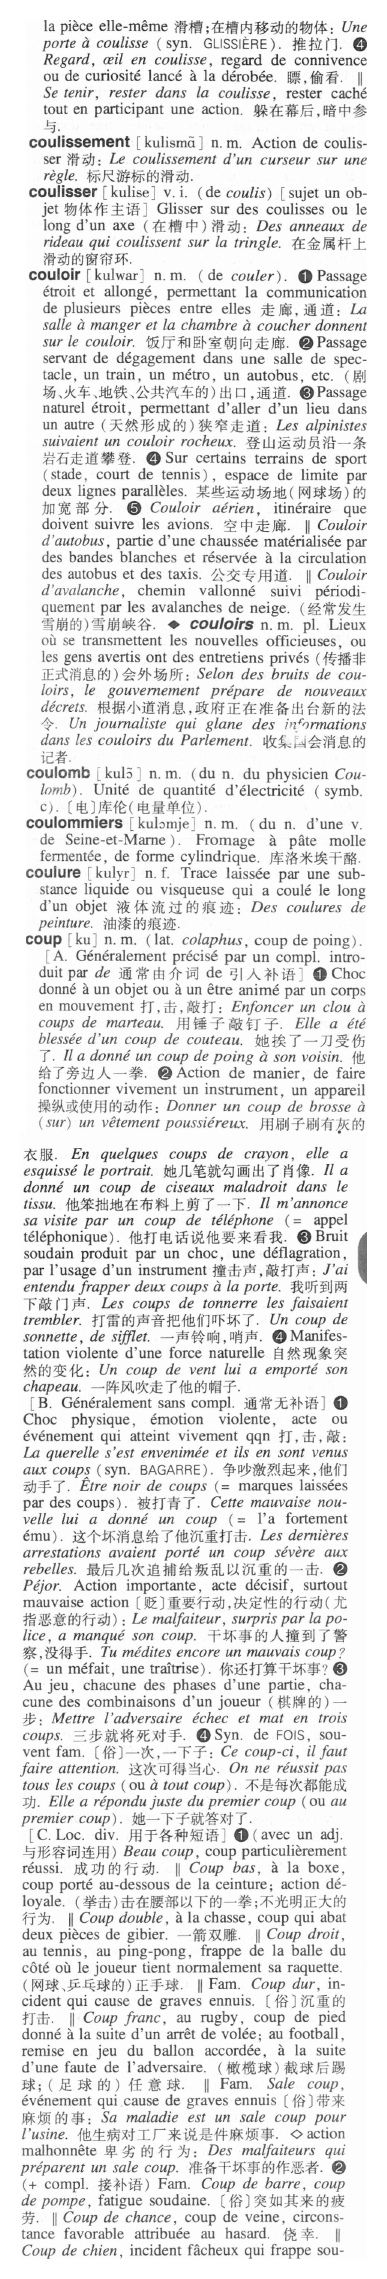 la pièce elle-même 滑槽;在槽内移动的物体: Une
porte à coulisse (syn. GLISSIÈRE). 推拉门. ❹
Regard, œil en coulisse, regard de connivence
ou de curiosité lancé à la dérobée. 瞟,偷看. ‖
Se tenir, rester dans la coulisse, rester caché
tout en participant une action. 躲在幕后,暗中参
与.
coulissement [kulismɑ̃] n. m. Action de coulis-
ser 滑动: Le coulissement d'un curseur sur une
règle. 标尺游标的滑动.
coulisser [kulise] v. i. (de coulis) [sujet un ob-
jet 物体作主语] Glisser sur des coulisses ou le
long d'un axe (在槽中)滑动: Des anneaux de
rideau qui coulissent sur la tringle. 在金属杆上
滑动的窗帘环.
couloir [kulwar] n. m. (de couler). ❶ Passage
étroit et allongé, permettant la communication
de plusieurs pièces entre elles 走廊,通道: La
salle à manger et la chambre à coucher donnent
sur le couloir. 饭厅和卧室朝向走廊. ❷ Passage
servant de dégagement dans une salle de spec-
tacle, un train, un métro, un autobus, etc. (剧
场、火车、地铁、公共汽车的)出口,通道. ❸ Passage
naturel étroit, permettant d'aller d'un lieu dans
un autre (天然形成的)狭窄走道: Les alpinistes
suivaient un couloir rocheux. 登山运动员沿一条
岩石走道攀登. ❹ Sur certains terrains de sport
(stade, court de tennis), espace de limite par
deux lignes parallèles. 某些运动场地(网球场)的
加宽部分. ❺ Couloir aérien, itinéraire que
doivent suivre les avions. 空中走廊. ‖ Couloir
d'autobus, partie d'une chaussée matérialisée par
des bandes blanches et réservée à la circulation
des autobus et des taxis. 公交专用道. ‖ Couloir
d'avalanche, chemin vallonné suivi périodi-
quement par les avalanches de neige. (经常发生
雪崩的)雪崩峡谷. ◆ couloirs n. m. pl. Lieux
où se transmettent les nouvelles officieuses, ou
les gens avertis ont des entretiens privés (传播非
正式消息的)会外场所: Selon des bruits de cou-
loirs, le gouvernement prépare de nouveaux
décrets. 根据小道消息,政府正在准备出台新的法
令. Un journaliste qui glane des informations
dans les couloirs du Parlement. 收集国会消息的
记者.
coulomb [kulɔ̃] n. m. (du n. du physicien Cou-
lomb). Unité de quantité d'électricité (symb.
c). [电]库伦(电量单位).
coulommiers [kulɔmje] n. m. (du n. d'une v.
de Seine-et-Marne). Fromage à pâte molle
fermentée, de forme cylindrique. 库洛米埃干酪.
coulure [kulyr] n. f. Trace laissée par une sub-
stance liquide ou visqueuse qui a coulé le long
d'un objet 液体流过的痕迹: Des coulures de
peinture. 油漆的痕迹.
coup [ku] n. m. (lat. colaphus, coup de poing).
[A. Généralement précisé par un compl. intro-
duit par de 通常由介词 de 引入补语] ❶ Choc
donné à un objet ou à un être animé par un corps
en mouvement 打,击,敲打: Enfoncer un clou à
coups de marteau. 用锤子敲钉子. Elle a été
blessée d'un coup de couteau. 她挨了一刀受伤
了. Il a donné un coup de poing à son voisin. 他
给了旁边人一拳. ❷ Action de manier, de faire
fonctionner vivement un instrument, un appareil
操纵或使用的动作: Donner un coup de brosse à
(sur) un vêtement poussiéreux. 用刷子刷有灰的
衣服. En quelques coups de crayon, elle a
esquissé le portrait. 她几笔就勾画出了肖像. Il a
donné un coup de ciseaux maladroit dans le
tissu. 他笨拙地在布料上剪了一下. Il m'annonce
sa visite par un coup de téléphone (= appel
téléphonique). 他打电话说他要来看我. ❸ Bruit
soudain produit par un choc, une déflagration,
par l'usage d'un instrument 撞击声,敲打声: J'ai
entendu frapper deux coups à la porte. 我听到两
下敲门声. Les coups de tonnerre les faisaient
trembler. 打雷的声音把他们吓坏了. Un coup de
sonnette, de sifflet. 一声铃响,哨声. ❹ Manifes-
tation violente d'une force naturelle 自然现象突
然的变化: Un coup de vent lui a emporté son
chapeau. 一阵风吹走了他的帽子.
[B. Généralement sans compl. 通常无补语] ❶
Choc physique, émotion violente, acte ou
événement qui atteint vivement qqn 打,击,敲:
La querelle s'est envenimée et ils en sont venus
aux coups (syn. BAGARRE). 争吵激烈起来,他们
动手了. Être noir de coups (= marques laissées
par des coups). 被打青了. Cette mauvaise nou-
velle lui a donné un coup (= l'a fortement
ému). 这个坏消息给了他沉重打击. Les dernières
arrestations avaient porté un coup sévère aux
rebelles. 最后几次追捕给叛乱以沉重的一击. ❷
Péjor. Action importante, acte décisif, surtout
mauvaise action [贬]重要行动,决定性的行动(尤
指恶意的行动): Le malfaiteur, surpris par la po-
lice, a manqué son coup. 干坏事的人撞到了警
察,没得手. Tu médites encore un mauvais coup?
(= un méfait, une traîtrise). 你还打算干坏事? ❸
Au jeu, chacune des phases d'une partie, cha-
cune des combinaisons d'un joueur (棋牌的)一
步: Mettre l'adversaire échec et mat en trois
coups. 三步就将死对手. ❹ Syn. de FOIS, sou-
vent fam. [俗]一次,一下子: Ce coup-ci, il faut
faire attention. 这次可得当心. On ne réussit pas
tous les coups (ou à tout coup). 不是每次都能成
功. Elle a répondu juste du premier coup (ou au
premier coup). 她一下子就答对了.
[C. Loc. div. 用于各种短语] ❶ (avec un adj.
与形容词连用) Beau coup, coup particulièrement
réussi. 成功的行动. ‖ Coup bas, à la boxe,
coup porté au-dessous de la ceinture; action dé-
loyale. (拳击)击在腰部以下的一拳;不光明正大的
行为. ‖ Coup double, à la chasse, coup qui abat
deux pièces de gibier. 一箭双雕. ‖ Coup droit,
au tennis, au ping-pong, frappe de la balle du
côté où le joueur tient normalement sa raquette.
(网球、乒乓球的)正手球. ‖ Fam. Coup dur, in-
cident qui cause de graves ennuis. [俗]沉重的
打击. ‖ Coup franc, au rugby, coup de pied
donné à la suite d'un arrêt de volée; au football,
remise en jeu du ballon accordée, à la suite
d'une faute de l'adversaire. (橄榄球)截球后踢
球;(足球的)任意球. ‖ Fam. Sale coup,
événement qui cause de graves ennuis [俗]带来
麻烦的事: Sa maladie est un sale coup pour
l'usine. 他生病对工厂来说是件麻烦事. ◇ action
malhonnête 卑劣的行为: Des malfaiteurs qui
préparent un sale coup. 准备干坏事的作恶者. ❷
(+ compl. 接补语) Fam. Coup de barre, coup
de pompe, fatigue soudaine. [俗]突如其来的疲
劳. ‖ Coup de chance, coup de veine, circons-
tance favorable attribuée au hasard. 侥幸. ‖
Coup de chien, incident fâcheux qui frappe sou-